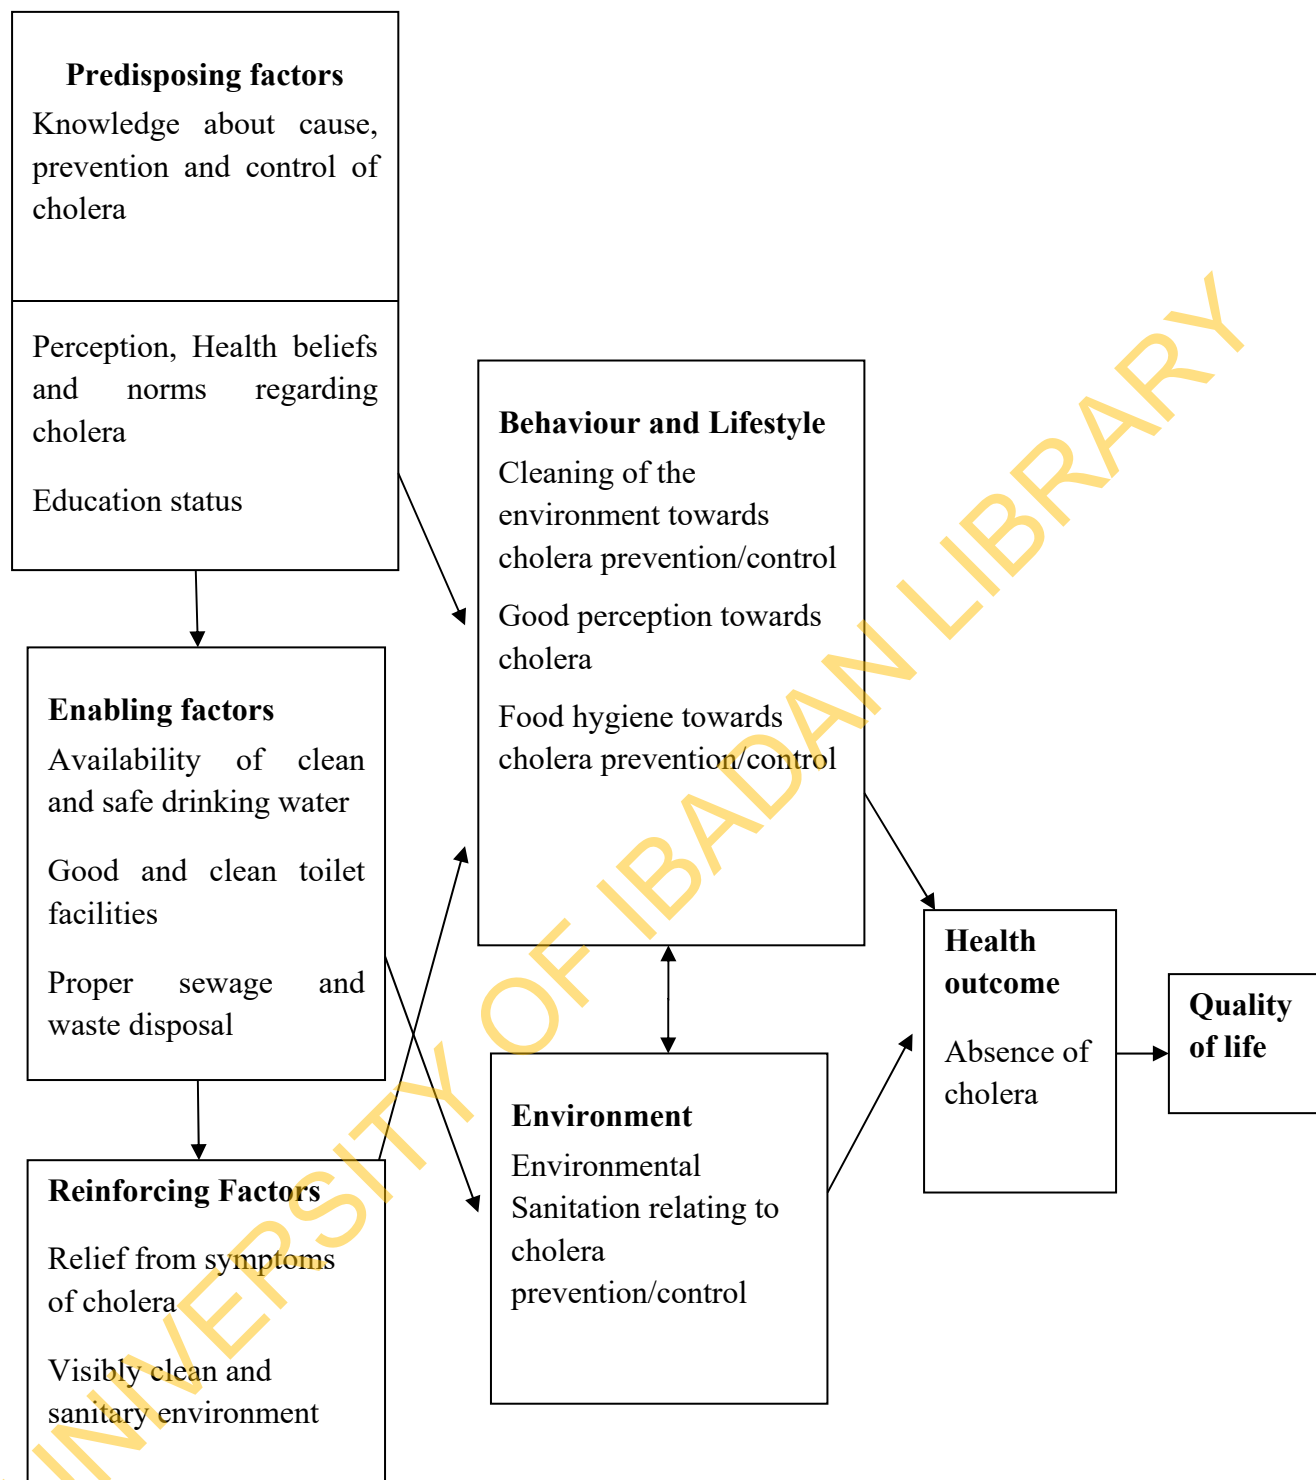 Predisposing factors
Knowledge about cause,
prevention and control of
cholera
Perception, Health beliefs
and norms regarding
cholera
Education status
Enabling factors
Availability of clean
and safe drinking water
Good and clean toilet
facilities
Proper sewage and
waste disposal
Reinforcing Factors
Relief from symptoms
of cholera
Visibly clean and
sanitary environment
Behaviour and Lifestyle
Cleaning of the
environment towards
cholera prevention/control
Good perception towards
cholera
Food hygiene towards
cholera prevention/control
Environment
Environmental
Sanitation relating to
cholera
prevention/control
Health
outcome
Absence of
cholera
Quality
of life
UNIVERSITY OF IBADAN LIBRARY